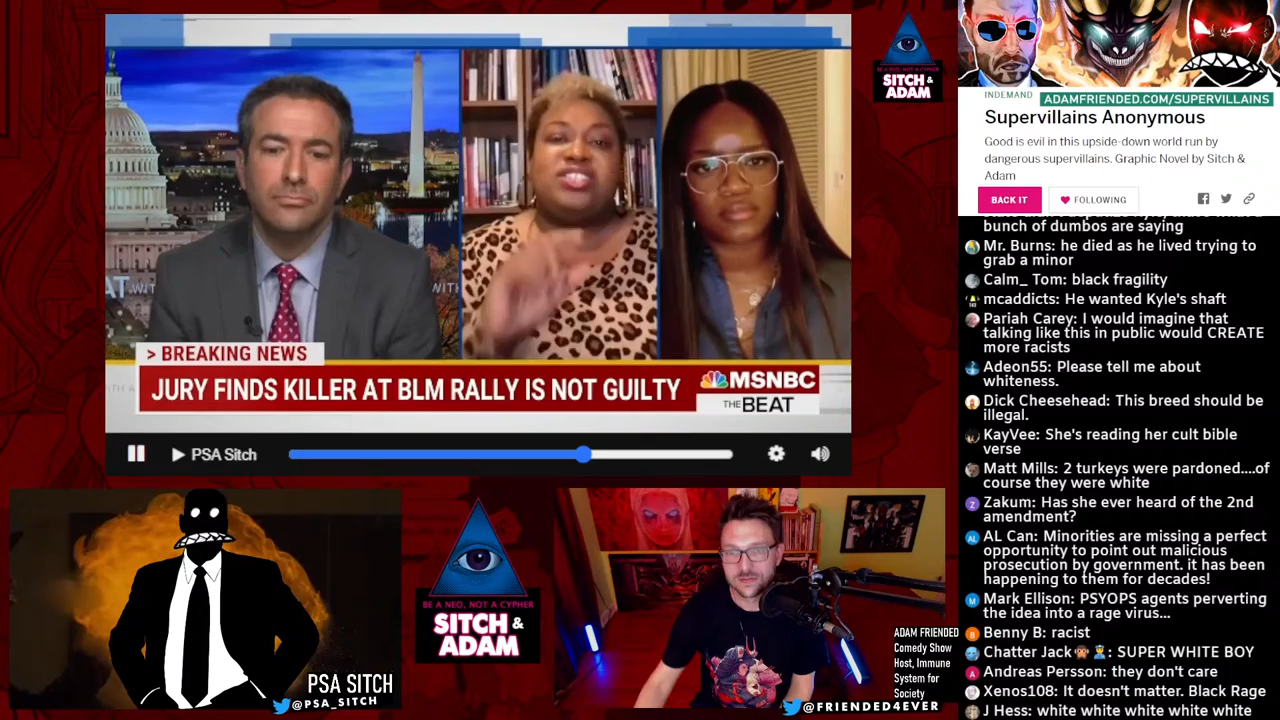 BE A NEO, NOT A CYPHER
SITCH &
ADAM
INDEMAND
ADAMFRIENDED.COM/SUPERVILLAINS
Supervillains Anonymous
Good is evil in this upside-down world run by
dangerous supervillains. Graphic Novel by Sitch &
Adam
BACK IT
FOLLOWING
> BREAKING NEWS
JURY FINDS KILLER AT BLM RALLY IS NOT GUILTY
MSNBC
THE BEAT
PSA Sitch
PSA SITCH
@PSA_SITCH
BE A NEO, NOT A CYPHER
SITCH &
ADAM
ADAM FRIENDED
Comedy Show
Host, Immune
System for
Society
@FRIENDED4EVER
bunch of dumbos are saying
Mr. Burns: he died as he lived trying to
grab a minor
Calm_ Tom: black fragility
mcaddicts: He wanted Kyle's shaft
Pariah Carey: I would imagine that
talking like this in public would CREATE
more racists
Adeon55: Please tell me about
whiteness.
Dick Cheesehead: This breed should be
illegal.
KayVee: She's reading her cult bible
verse
Matt Mills: 2 turkeys were pardoned....of
course they were white
Zakum: Has she ever heard of the 2nd
amendment?
AL Can: Minorities are missing a perfect
opportunity to point out malicious
prosecution by government. it has been
happening to them for decades!
Mark Ellison: PSYOPS agents perverting
the idea into a rage virus...
Benny B: racist
Chatter Jack🙊👮: SUPER WHITE BOY
Andreas Persson: they don't care
Xenos108: It doesn't matter. Black Rage
J Hess: white white white white white